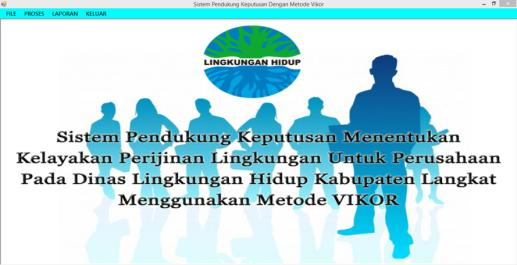 Sistem Pendukung Keputusan Dengan Metode Vikor
FILE PROSES LAPORAN KELUAR
LINGKUNGAN HIDUP
Sistem Pendukung Keputusan Menentukan
Kelayakan Perijinan Lingkungan Untuk Perusahaan
Pada Dinas Lingkungan Hidup Kabupaten Langkat
Menggunakan Metode VIKOR